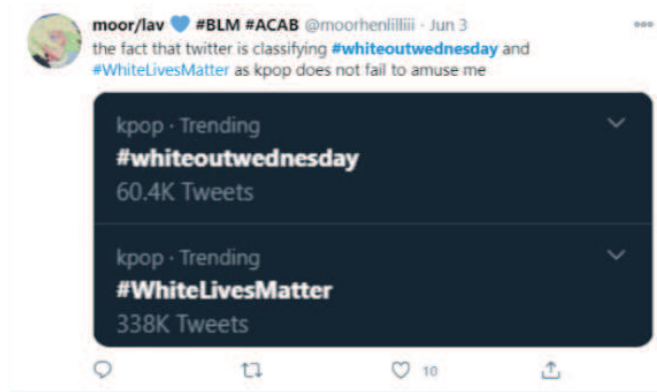 moor/lav 💙 #BLM #ACAB @moorhenlilliii · Jun 3
the fact that twitter is classifying #whiteoutwednesday and
#WhiteLivesMatter as kpop does not fail to amuse me
kpop · Trending
#whiteoutwednesday
60.4K Tweets
kpop · Trending
#WhiteLivesMatter
338K Tweets
10